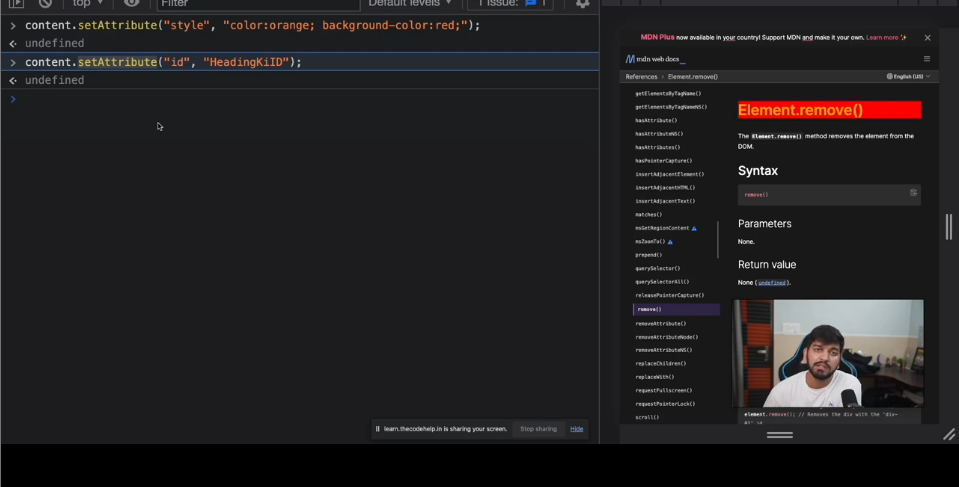 top
Filter
Default levels
1 Issue:
1
> content.setAttribute("style", "color:orange; background-color:red;");
undefined
> content.setAttribute("id", "HeadingKiID");
undefined
>
learn.thecodehelp.in is sharing your screen.
Stop sharing
Hide
MDN Plus now available in your country! Support MDN and make it your own. Learn more ✨
mdn web docs_
References > Element.remove()
English (US)
getElementsByTagName()
getElementsByTagNameNS()
hasAttribute()
hasAttributeNS()
hasAttributes()
hasPointerCapture()
insertAdjacentElement()
insertAdjacentHTML()
insertAdjacentText()
matches()
msGetRegionContent
msZoomTo()
prepend()
querySelector()
querySelectorAll()
releasePointerCapture()
remove()
removeAttribute()
removeAttributeNode()
removeAttributeNS()
replaceChildren()
replaceWith()
requestFullscreen()
requestPointerLock()
scroll()
Element.remove()
The Element.remove() method removes the element from the
DOM.
Syntax
remove()
Parameters
None.
Return value
None (undefined).
element.remove(); // Removes the div with the "div-